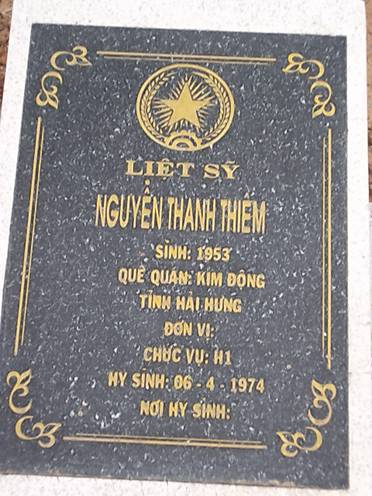 LIỆT SỸ
NGUYỄN THANH THIEM
SINH: 1953
QUÊ QUÁN: KIM ĐỘNG
TỈNH HẢI HƯNG
ĐƠN VỊ:
CHỨC VỤ: H1
HY SINH: 06 - 4 - 1974
NƠI HY SINH: